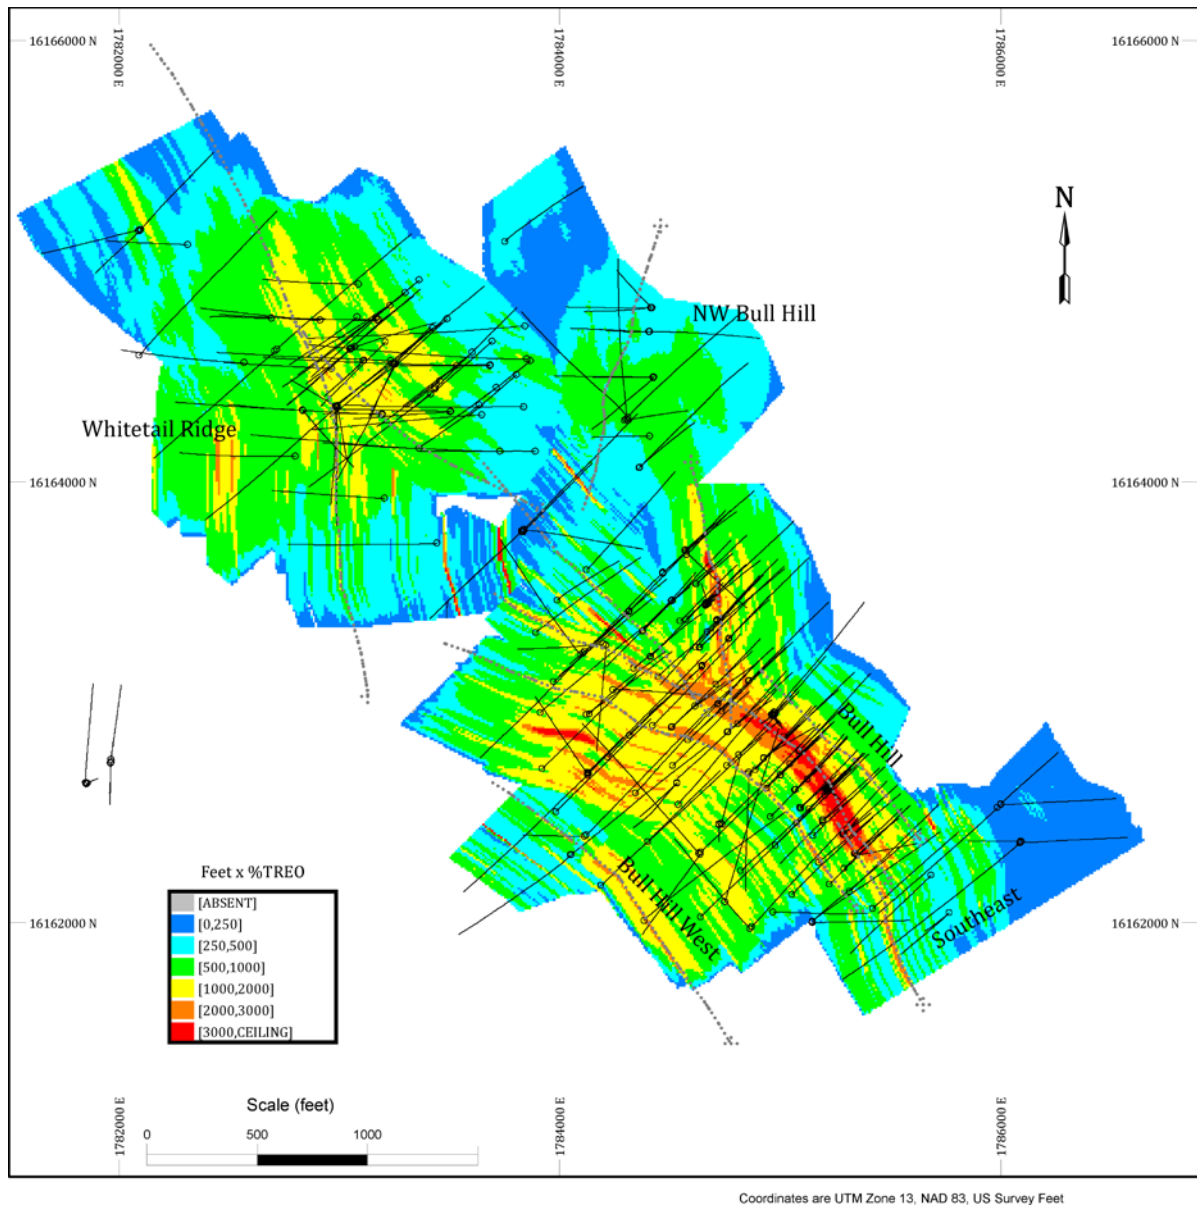 16166000 N
1782000 E
1784000 E
1786000 E
16166000 N
N
NW Bull Hill
Whitetail Ridge
16164000 N
16164000 N
Bull Hill
Feet x %TREO
[ABSENT]
[0,250]
[250,500]
[500,1000]
[1000,2000]
[2000,3000]
[3000,CEILING]
Bull Hill West
Southeast
16162000 N
16162000 N
Scale (feet)
0
500
1000
1782000 E
1784000 E
1786000 E
Coordinates are UTM Zone 13, NAD 83, US Survey Feet